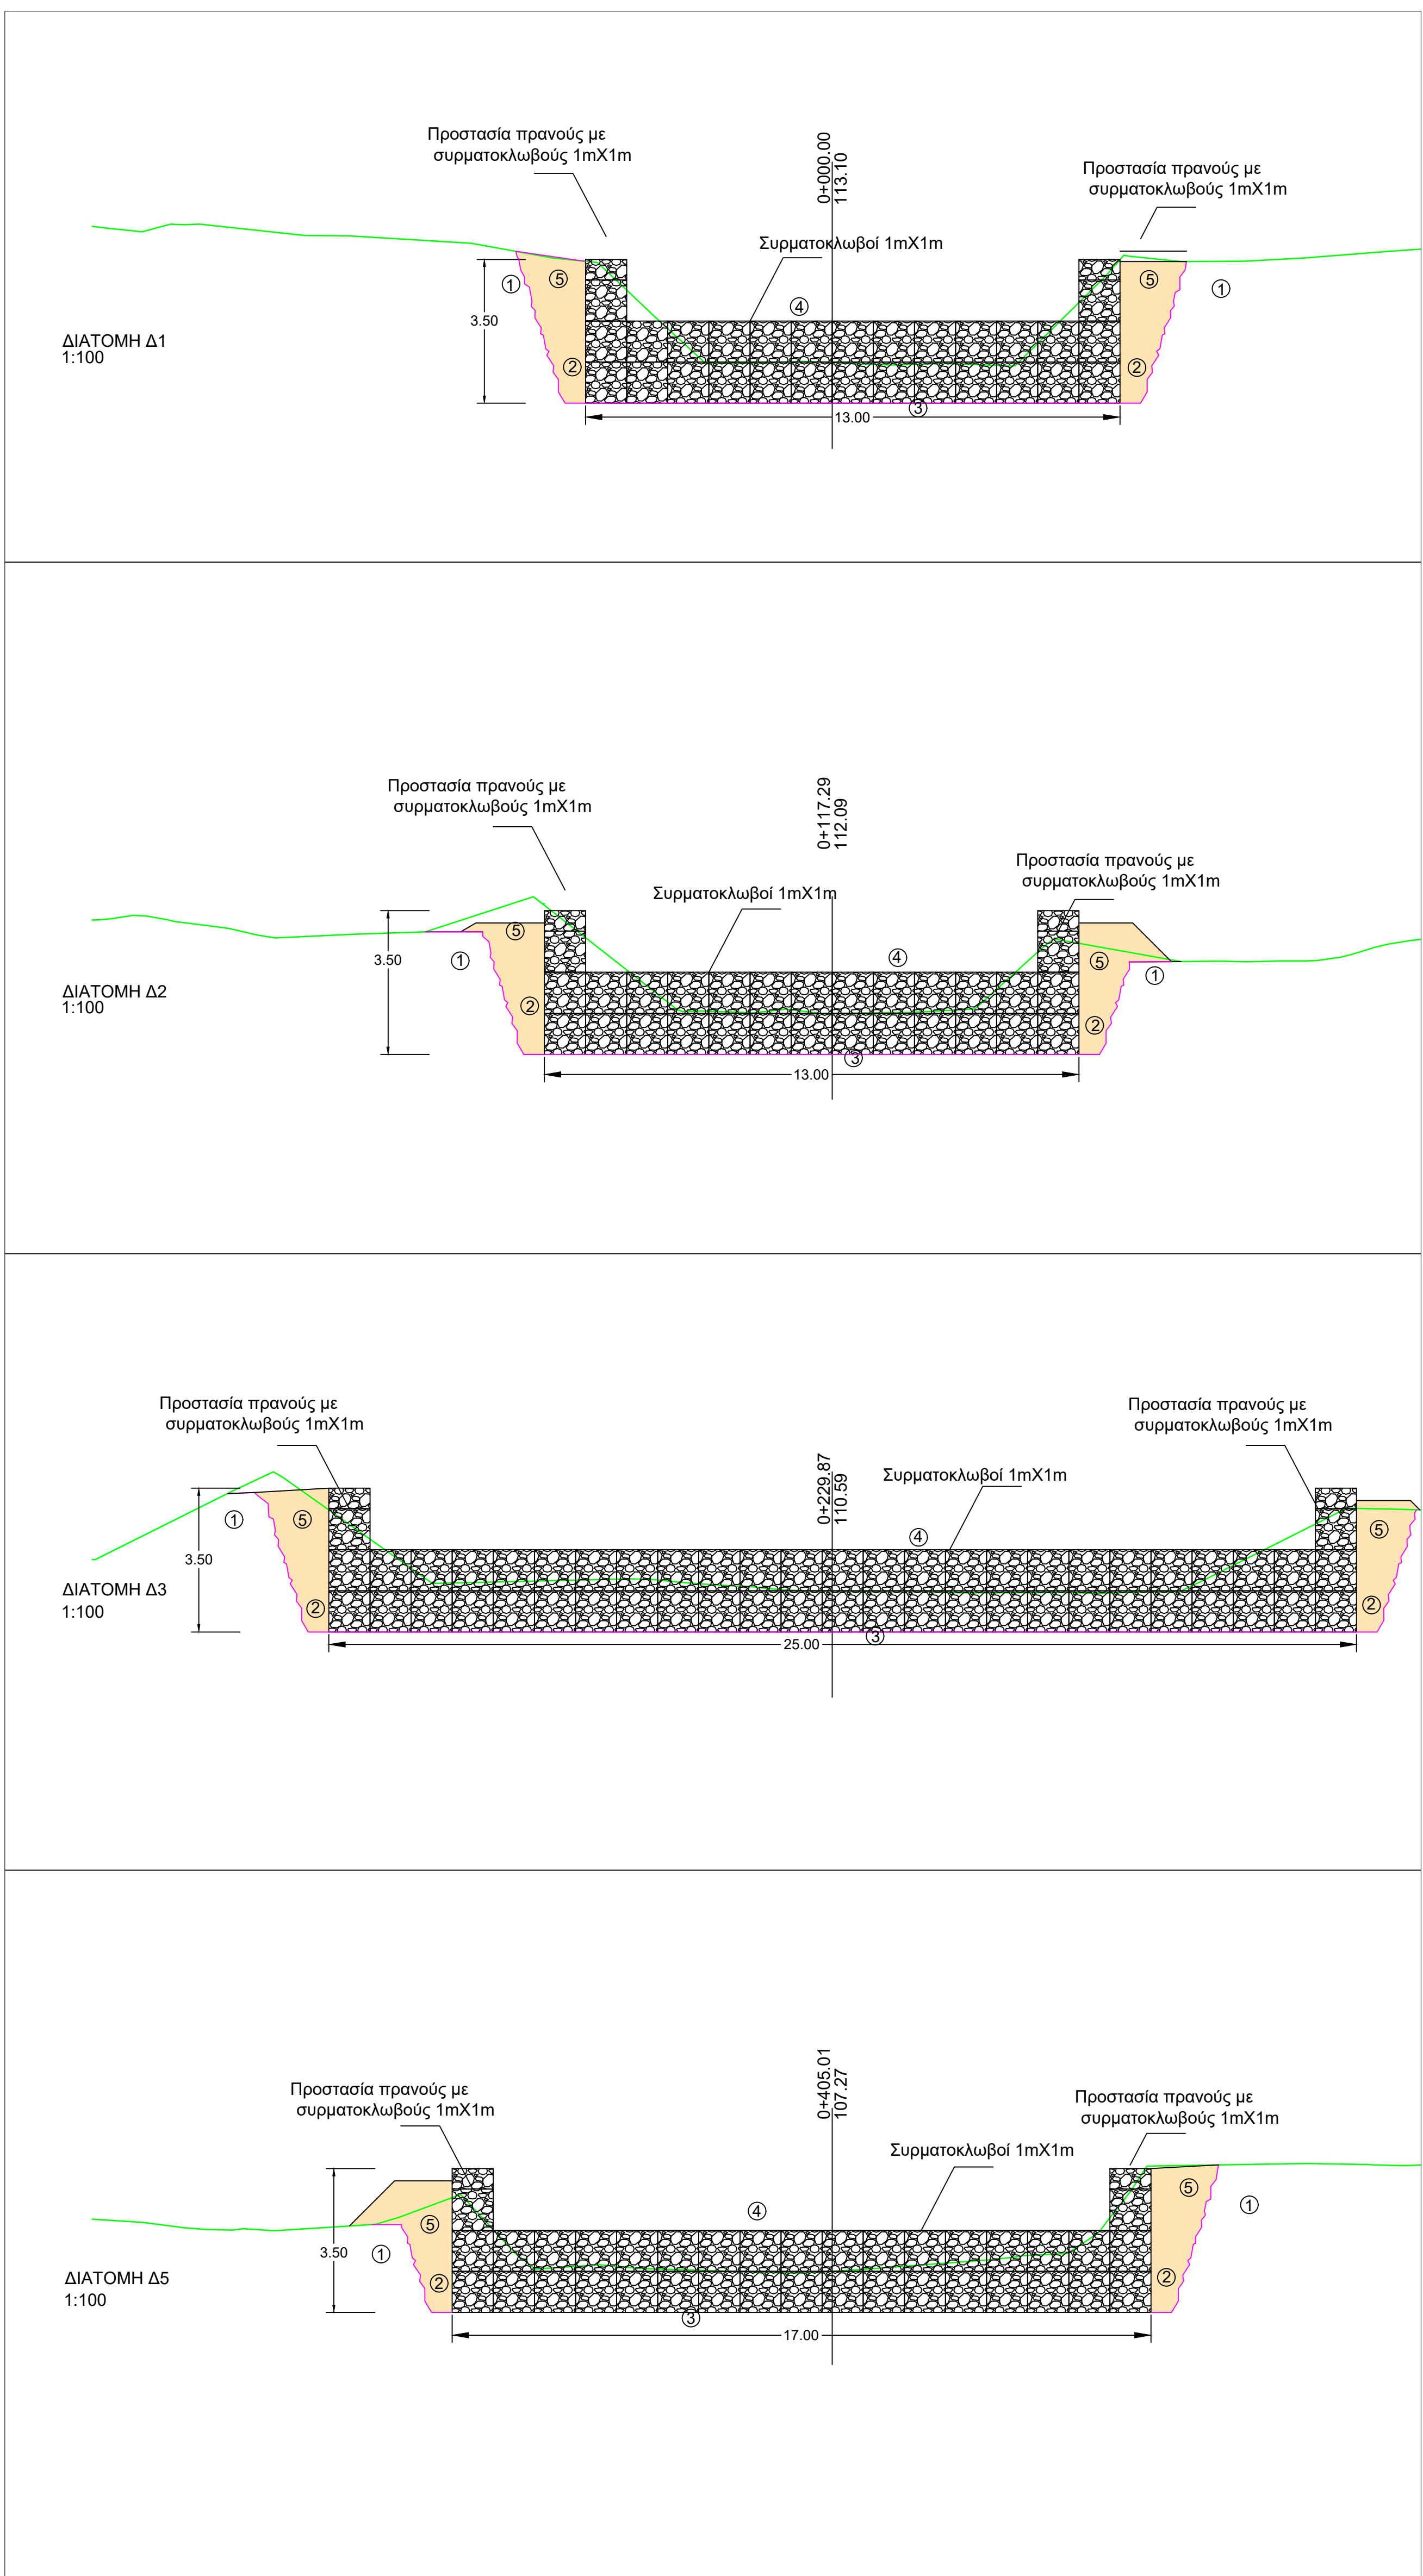 Προστασία πρανούς με
συρματοκλωβούς 1mX1m
0+000.00
113.10
Προστασία πρανούς με
συρματοκλωβούς 1mX1m
Συρματοκλωβοί 1mX1m
1
5
4
5
1
3.50
ΔΙΑΤΟΜΗ Δ1
1:100
2
2
3
13.00
Προστασία πρανούς με
συρματοκλωβούς 1mX1m
0+117.29
112.09
Προστασία πρανούς με
συρματοκλωβούς 1mX1m
Συρματοκλωβοί 1mX1m
5
1
4
5
1
3.50
ΔΙΑΤΟΜΗ Δ2
1:100
2
2
3
13.00
Προστασία πρανούς με
συρματοκλωβούς 1mX1m
0+229.87
110.59
Προστασία πρανούς με
συρματοκλωβούς 1mX1m
Συρματοκλωβοί 1mX1m
1
5
4
5
3.50
ΔΙΑΤΟΜΗ Δ3
1:100
2
2
3
25.00
Προστασία πρανούς με
συρματοκλωβούς 1mX1m
0+405.01
107.27
Προστασία πρανούς με
συρματοκλωβούς 1mX1m
Συρματοκλωβοί 1mX1m
5
1
4
5
1
3.50
ΔΙΑΤΟΜΗ Δ5
1:100
2
2
3
17.00